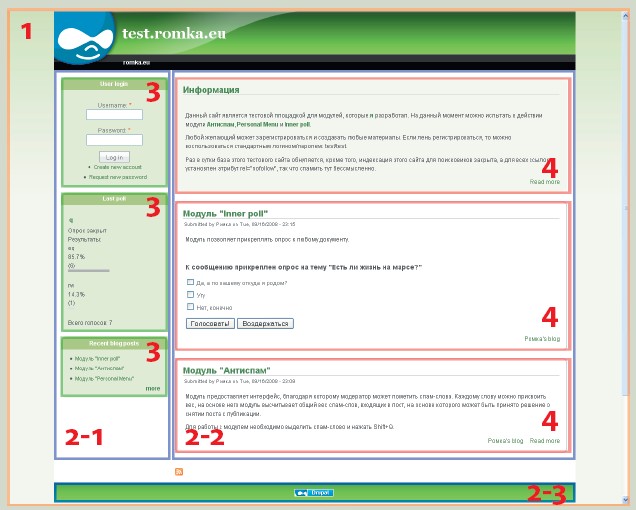 1
test.romka.eu
romka.eu
User login
3
Username: *
Password: *
Log in
Create new account
Request new password
Last poll
3
Опрос закрыт
Результаты:
ец
85.7%
(6)
14.3%
(1)
Всего голосов: 7
Recent blog posts
3
Модуль "Inner poll"
Модуль "Антиспам"
Модуль "Personal Menu"
more
2-1
Информация
Данный сайт является тестовой площадкой для модулей, которые я разработал. На данный момент можно испытать в действии
модули Антиспам, Personal Menu и Inner poll.
Любой желающий может зарегистрироваться и создавать любые материалы. Если лень регистрироваться, то можно
воспользоваться стандартными логином/паролем: test/test.
Раз в сутки база этого тестового сайта обнуляется, кроме того, индексация этого сайта для поисковиков закрыта, а для всех ссылок
установлен атрибут rel="nofollow", так что спамить тут бессмысленно.
4
Read more
Модуль "Inner poll"
Submitted by Ромка on Tue, 09/16/2008 - 23:15
Модуль позволяет прикреплять опрос к любому документу.
К сообщению прикреплен опрос на тему "Есть ли жизнь на марсе?"
Да, а по вашему откуда я родом?
Угу
Нет, конечно
Голосовать! Воздержаться
4
Ромка's blog
Модуль "Антиспам"
Submitted by Ромка on Tue, 09/16/2008 - 23:09
Модуль предоставляет интерфейс, благодаря которому модератор может пометить спам-слова. Каждому слову можно присвоить
вес, на основе чего модуль высчитывает общий вес спам-слов, входящих в пост, на основе которого может быть принято решение о
снятии поста с публикации.
Для работы с модулем необходимо выделить спам-слово и нажать Shift+G.
4
Ромка's blog Read more
2-2
Drupal
2-3